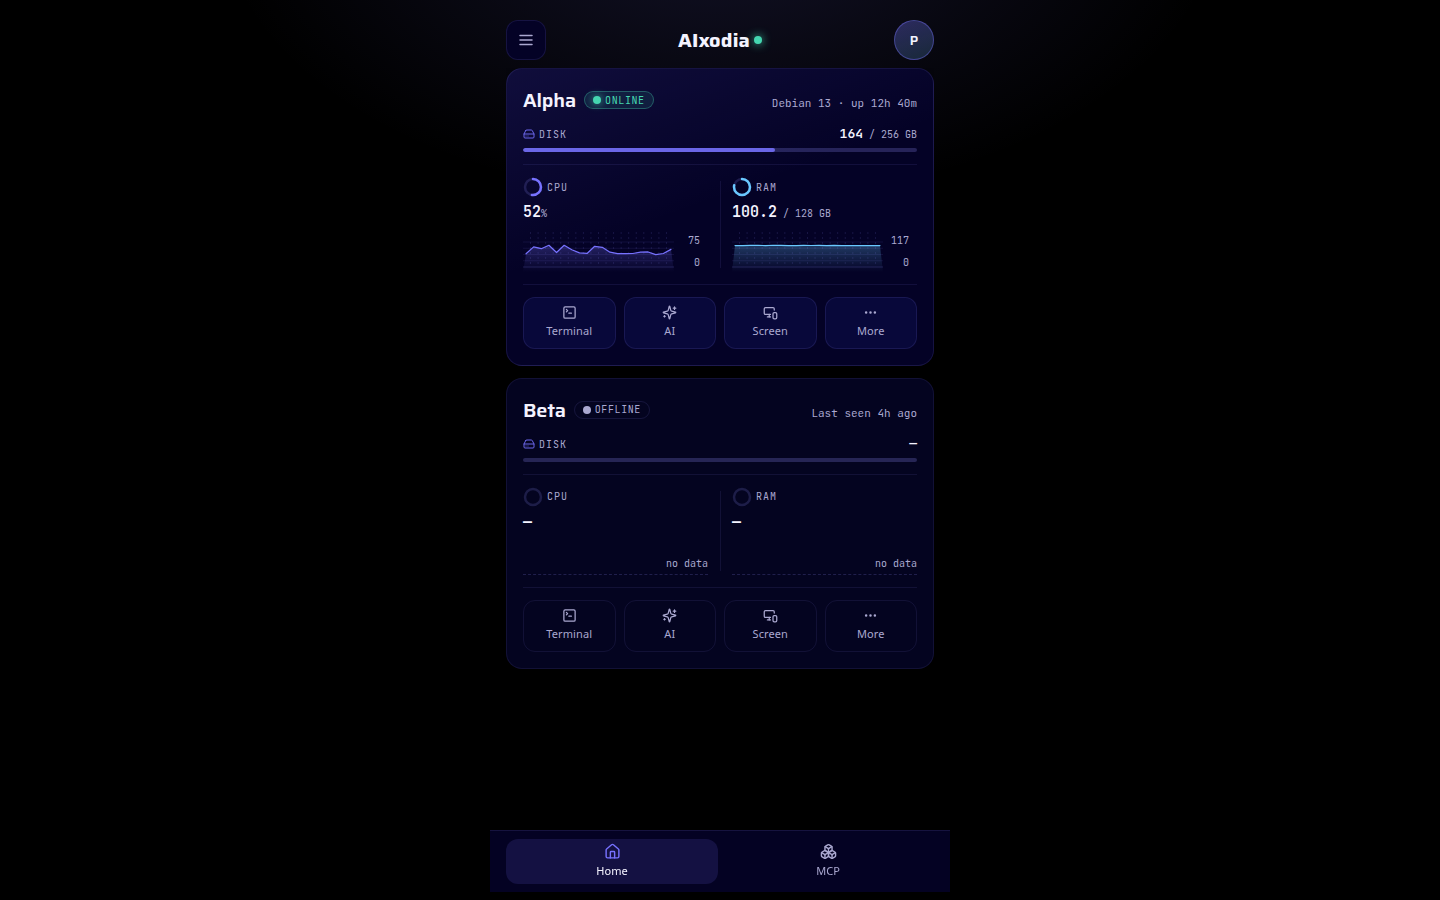 AIxodia
P
Alpha ONLINE Debian 13 · up 12h 40m
DISK 164 / 256 GB
CPU RAM
52% 100.2 / 128 GB
75 117
0 0
Terminal AI Screen More
Beta OFFLINE Last seen 4h ago
DISK —
CPU RAM
— —
no data no data
Terminal AI Screen More
Home MCP